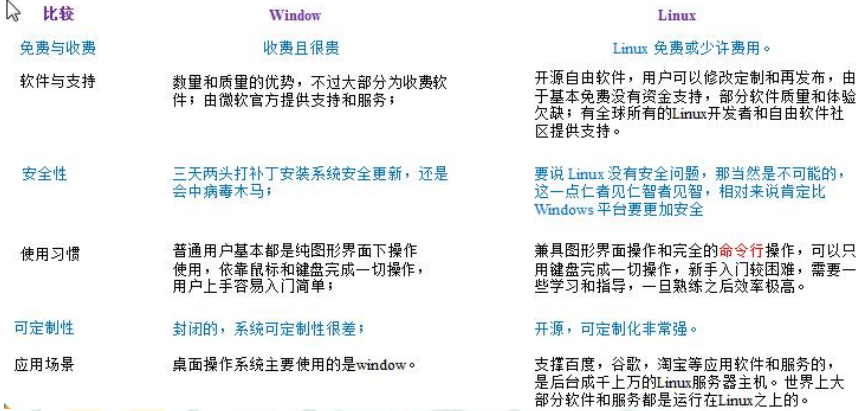 比较 Window Linux
免费与收费 收费且很贵 Linux 免费或少许费用。
软件与支持
数量和质量的优势，不过大部分为收费软
件；由微软官方提供支持和服务；
开源自由软件，用户可以修改定制和再发布，由
于基本免费没有资金支持，部分软件质量和体验
欠缺；有全球所有的Linux开发者和自由软件社
区提供支持。
安全性
三天两头打补丁安装系统安全更新，还是
会中病毒木马；
要说 Linux 没有安全问题，那当然是不可能的，
这一点仁者见仁智者见智，相对来说肯定比
Windows 平台要更加安全
使用习惯
普通用户基本都是纯图形界面下操作
使用，依靠鼠标和键盘完成一切操作，
用户上手容易入门简单；
兼具图形界面操作和完全的命令行操作，可以只
用键盘完成一切操作，新手入门较困难，需要一
些学习和指导，一旦熟练之后效率极高。
可定制性 封闭的，系统可定制性很差； 开源，可定制化非常强。
应用场景
桌面操作系统主要使用的是window。
支撑百度，谷歌，淘宝等应用软件和服务的，
是后台成千上万的Linux服务器主机。世界上大
部分软件和服务都是运行在Linux之上的。